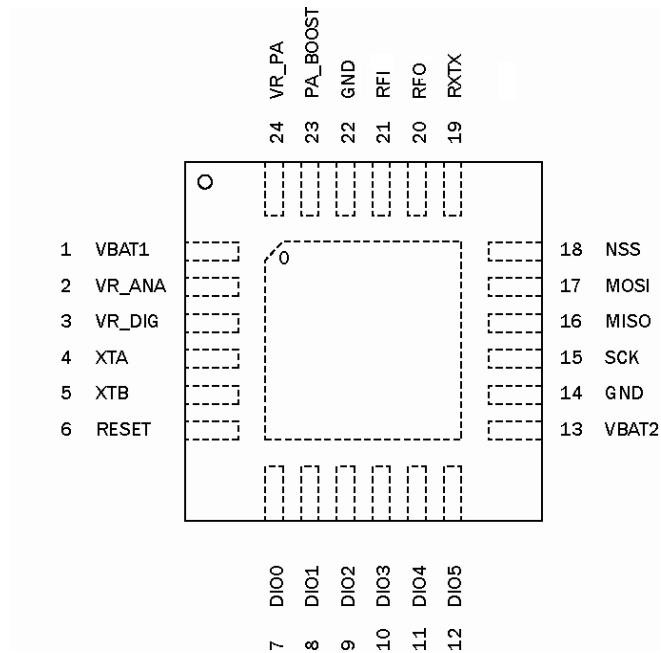 VR_PA
PA_BOOST
GND
RFI
RFO
RXTX
24
23
22
21
20
19
1 VBAT1
2 VR_ANA
3 VR_DIG
4 XTA
5 XTB
6 RESET
0
18 NSS
17 MOSI
16 MISO
15 SCK
14 GND
13 VBAT2
DIO0
DIO1
DIO2
DIO3
DIO4
DIO5
7
8
9
10
11
12